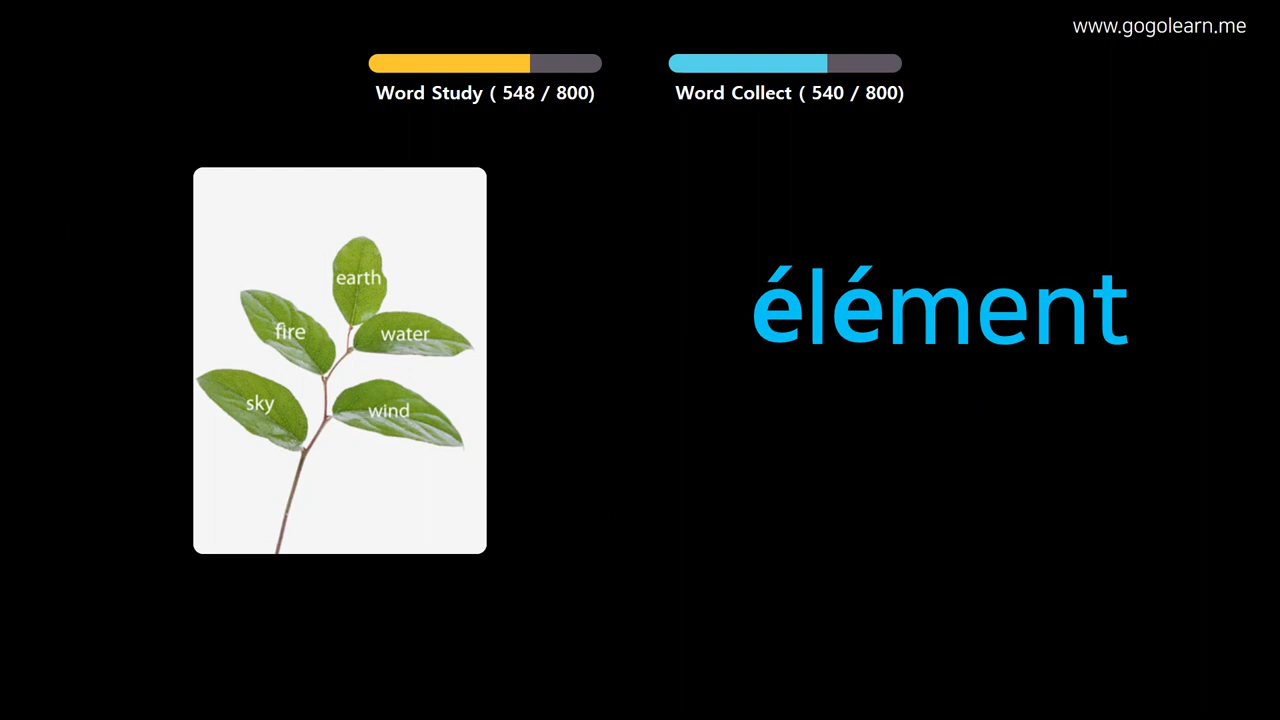 www.gogolearn.me
Word Study ( 548 / 800)
Word Collect ( 540 / 800)
earth
fire
water
sky
wind
élément